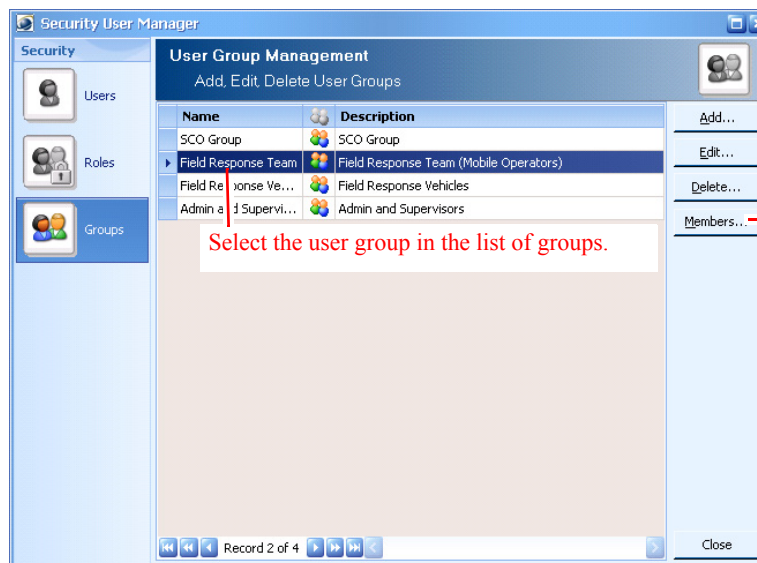 Security User Manager
Security
Users
Roles
Groups
User Group Management
Add, Edit, Delete User Groups
Name Description
SCO Group SCO Group
Field Response Team Field Response Team (Mobile Operators)
Field Re onse Ve... Field Response Vehicles
Admin a d Supervi... Admin and Supervisors
Select the user group in the list of groups.
Add...
Edit...
Delete...
Members...
Record 2 of 4
Close